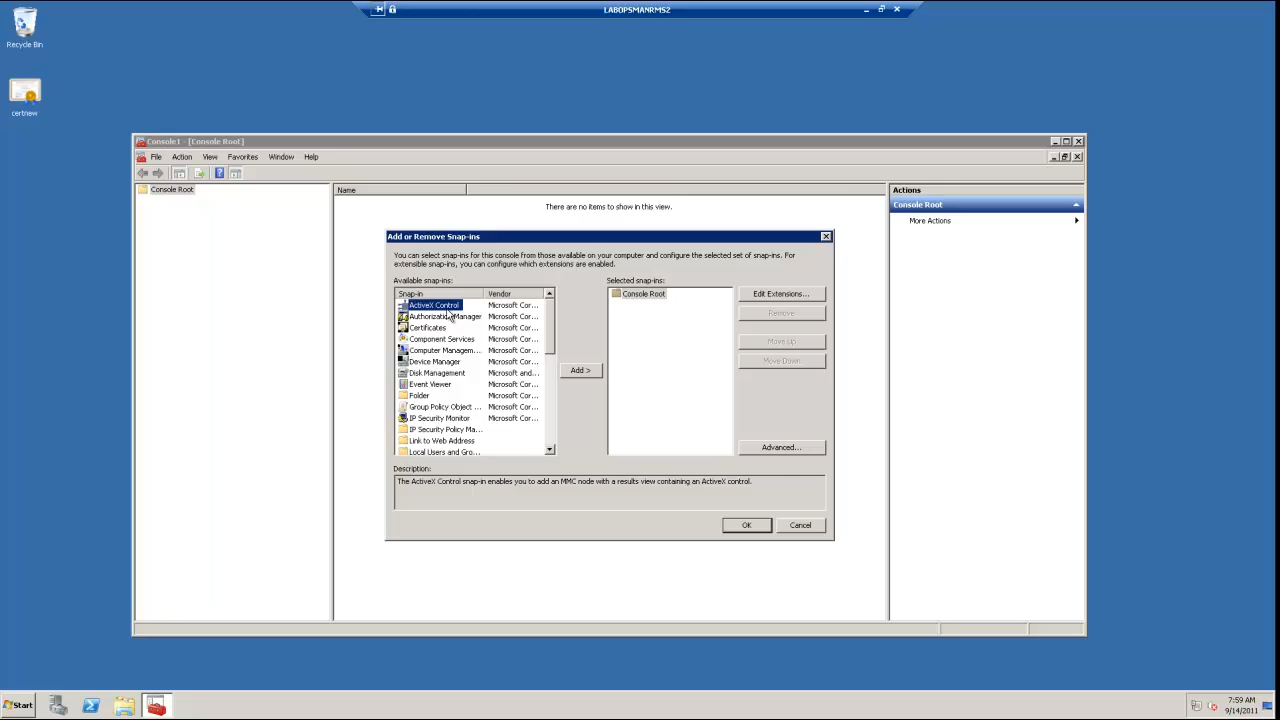 LABOPSMANRMS2
Recycle Bin
certnew
Console1 - [Console Root]
File Action View Favorites Window Help
Console Root
Name
There are no items to show in this view.
Actions
Console Root
More Actions
Add or Remove Snap-ins
You can select snap-ins for this console from those available on your computer and configure the selected set of snap-ins. For
extensible snap-ins, you can configure which extensions are enabled.
Available snap-ins:
Snap-in Vendor
ActiveX Control Microsoft Cor...
Authorization Manager Microsoft Cor...
Certificates Microsoft Cor...
Component Services Microsoft Cor...
Computer Managem... Microsoft Cor...
Device Manager Microsoft Cor...
Disk Management Microsoft and...
Event Viewer Microsoft Cor...
Folder Microsoft Cor...
Group Policy Object ... Microsoft Cor...
IP Security Monitor Microsoft Cor...
IP Security Policy Ma... Microsoft Cor...
Link to Web Address Microsoft Cor...
Local Users and Gro... Microsoft Cor...
Add >
Selected snap-ins:
Console Root
Edit Extensions...
Remove
Move Up
Move Down
Advanced...
Description:
The ActiveX Control snap-in enables you to add an MMC node with a results view containing an ActiveX control.
OK
Cancel
Start
7:59 AM
9/14/2011